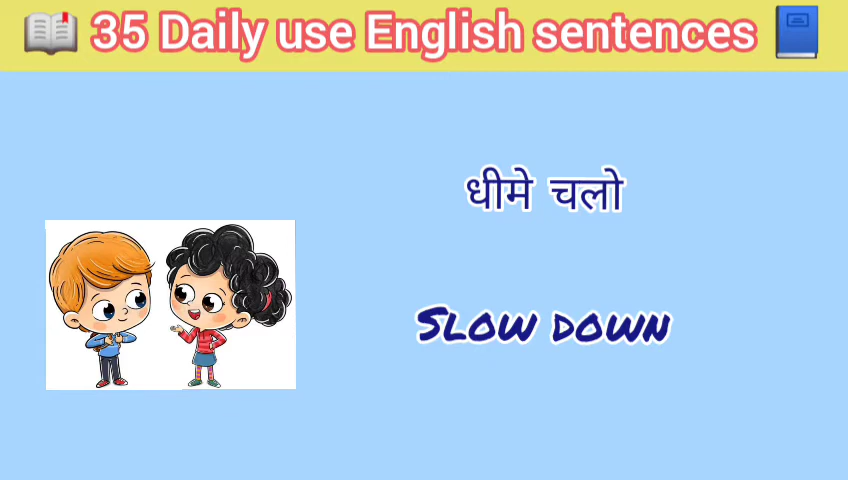 35 Daily use English sentences
धीमे चलो
SLOW DOWN